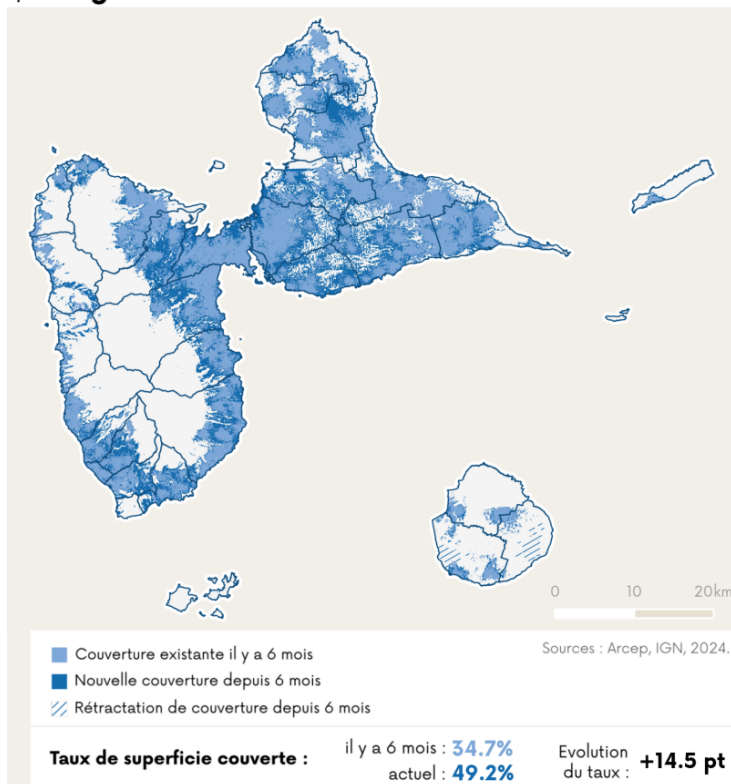 0 10 20km
Sources : Arcep, IGN, 2024.
Couverture existante il y a 6 mois
Nouvelle couverture depuis 6 mois
Rétractation de couverture depuis 6 mois
Taux de superficie couverte :
il y a 6 mois : 34.7%
actuel : 49.2%
Evolution
du taux : +14.5 pt